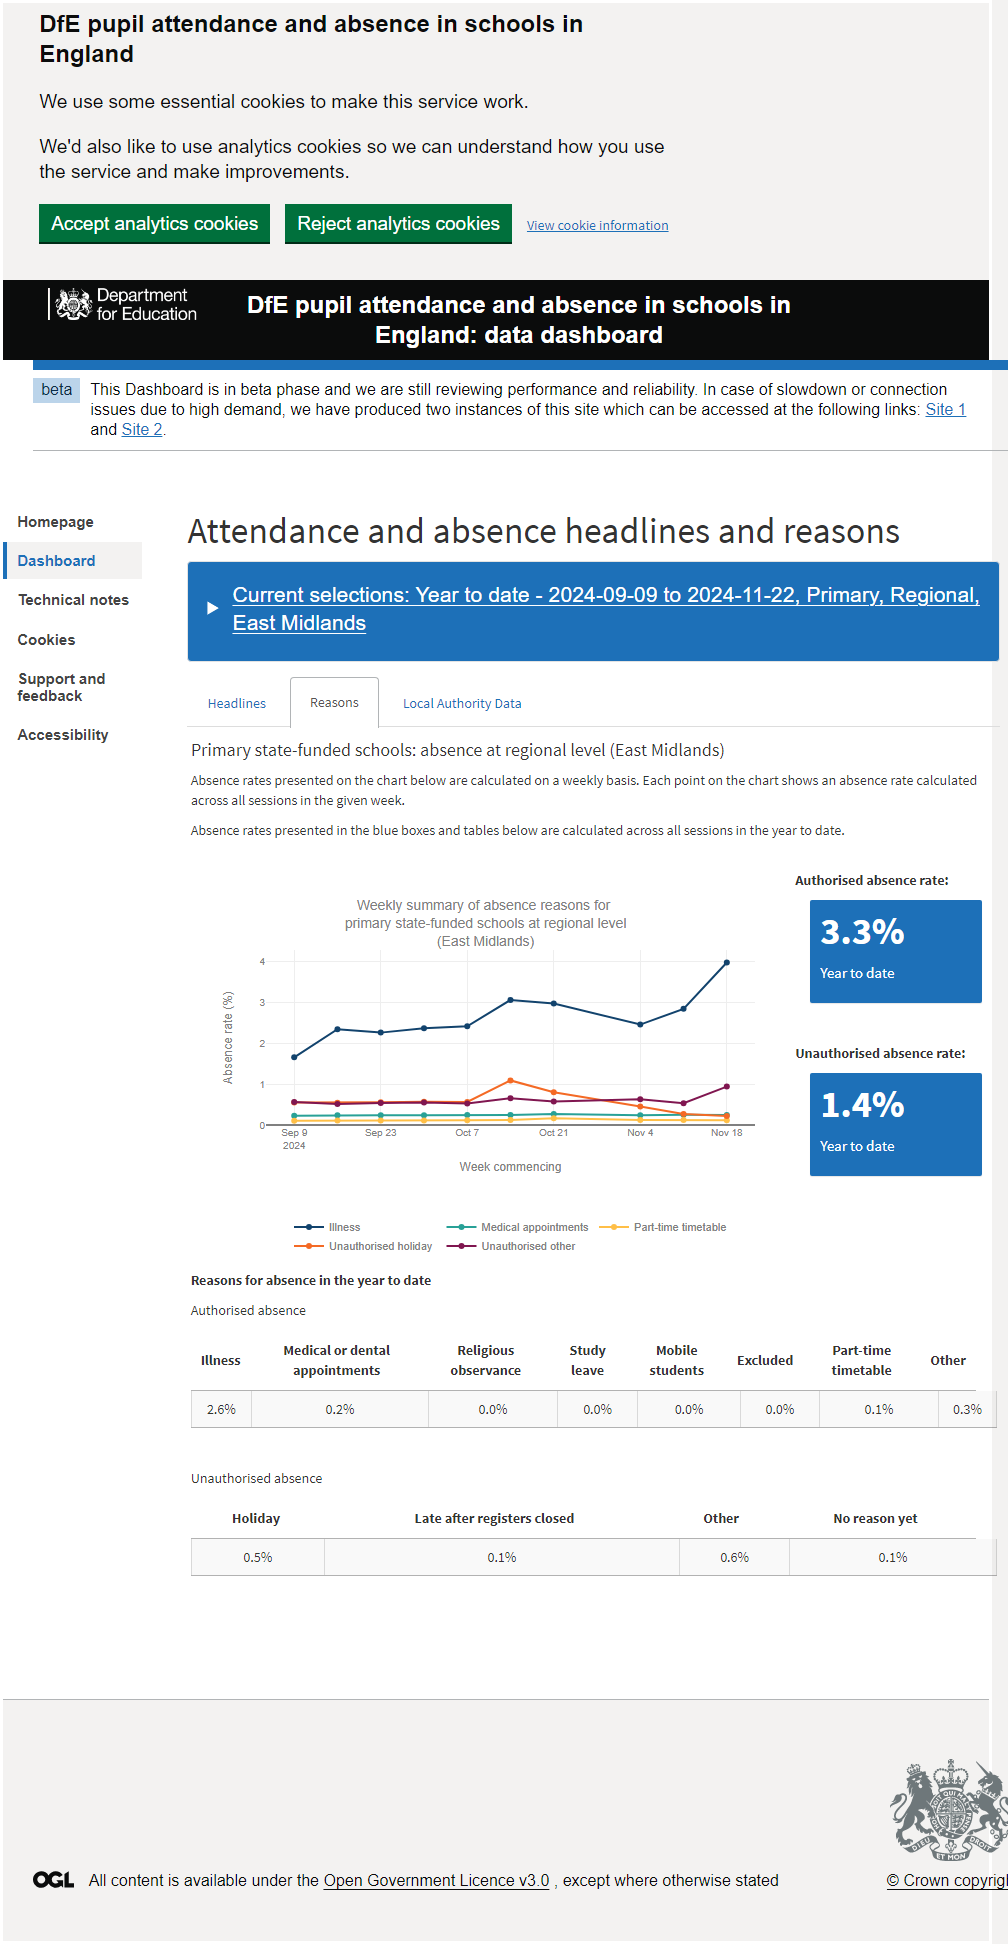 DfE pupil attendance and absence in schools in
England
We use some essential cookies to make this service work.
We'd also like to use analytics cookies so we can understand how you use
the service and make improvements.
Accept analytics cookies
Reject analytics cookies
View cookie information
Department
for Education
DfE pupil attendance and absence in schools in
England: data dashboard
beta
This Dashboard is in beta phase and we are still reviewing performance and reliability. In case of slowdown or connection
issues due to high demand, we have produced two instances of this site which can be accessed at the following links: Site 1
and Site 2.
Homepage
Dashboard
Technical notes
Cookies
Support and
feedback
Accessibility
Attendance and absence headlines and reasons
Current selections: Year to date - 2024-09-09 to 2024-11-22, Primary, Regional,
East Midlands
Headlines
Reasons
Local Authority Data
Primary state-funded schools: absence at regional level (East Midlands)
Absence rates presented on the chart below are calculated on a weekly basis. Each point on the chart shows an absence rate calculated
across all sessions in the given week.
Absence rates presented in the blue boxes and tables below are calculated across all sessions in the year to date.
Weekly summary of absence reasons for
primary state-funded schools at regional level
(East Midlands)
Absence rate (%)
4
3
2
1
0
Sep 9
2024
Sep 23
Oct 7
Oct 21
Nov 4
Nov 18
Week commencing
Illness
Medical appointments
Part-time timetable
Unauthorised holiday
Unauthorised other
Authorised absence rate:
3.3%
Year to date
Unauthorised absence rate:
1.4%
Year to date
Reasons for absence in the year to date
Authorised absence
Illness Medical or dental appointments Religious observance Study leave Mobile students Excluded Part-time timetable Other
2.6% 0.2% 0.0% 0.0% 0.0% 0.0% 0.1% 0.3%
Unauthorised absence
Holiday Late after registers closed Other No reason yet
0.5% 0.1% 0.6% 0.1%
DIEU ET MON DROIT
OGL
All content is available under the Open Government Licence v3.0 , except where otherwise stated
© Crown copyrigh